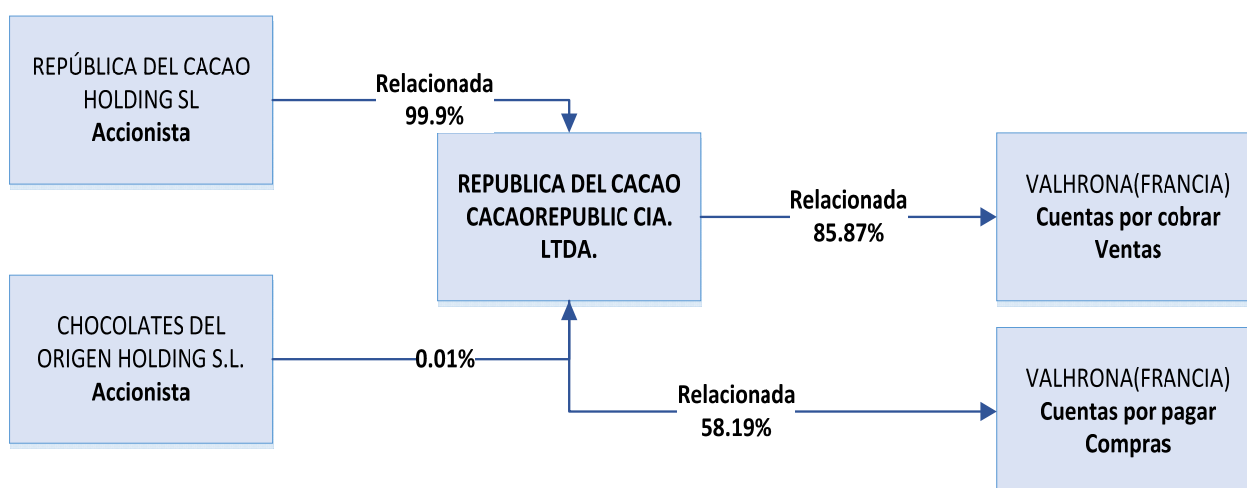 REPÚBLICA DEL CACAO
HOLDING SL
Accionista
Relacionada
99.9%
REPUBLICA DEL CACAO
CACAOREPUBLIC CIA.
LTDA.
Relacionada
85.87%
VALHRONA(FRANCIA)
Cuentas por cobrar
Ventas
CHOCOLATES DEL
ORIGEN HOLDING S.L.
Accionista
0.01%
Relacionada
58.19%
VALHRONA(FRANCIA)
Cuentas por pagar
Compras